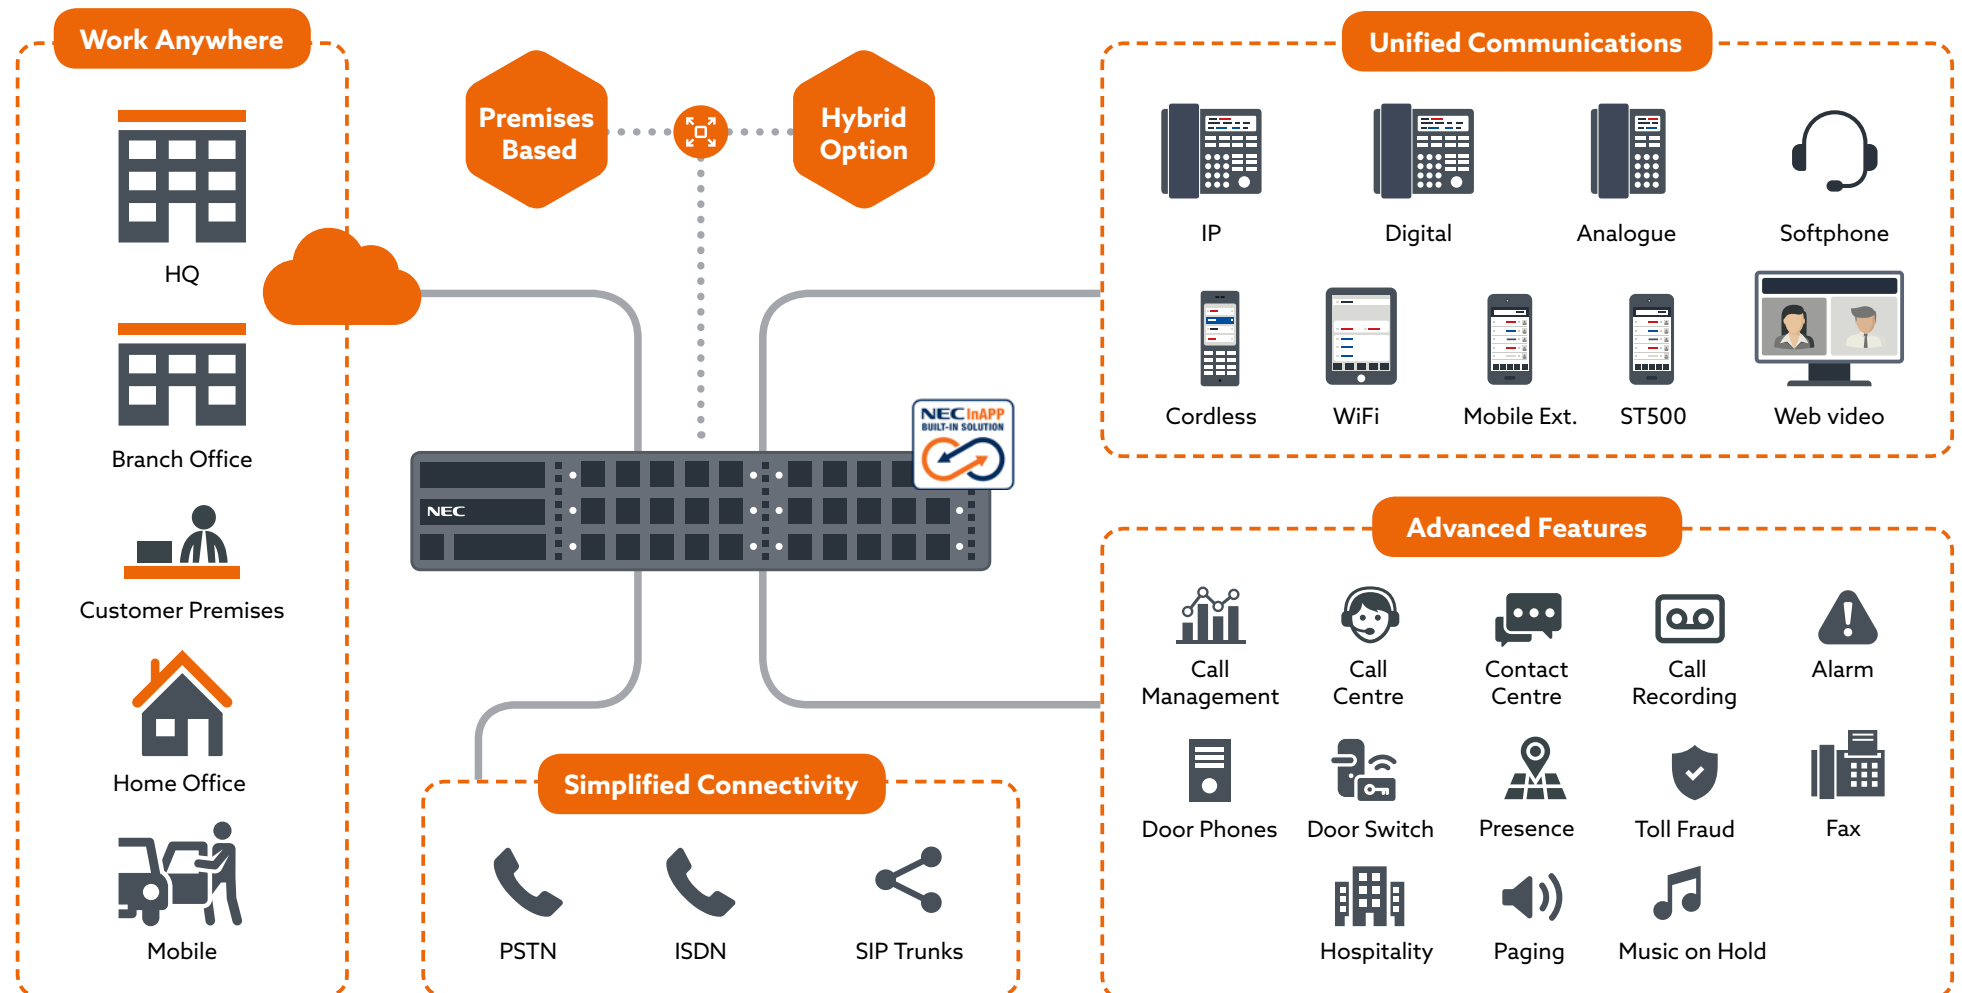 Work Anywhere
HQ
Branch Office
Customer Premises
Home Office
Mobile
Premises
Based
Hybrid
Option
NEC InAPP
BUILT-IN SOLUTION
NEC
Simplified Connectivity
PSTN
ISDN
SIP Trunks
Unified Communications
IP
Digital
Analogue
Softphone
Cordless
WiFi
Mobile Ext.
ST500
Web video
Advanced Features
Call
Management
Call
Centre
Contact
Centre
Call
Recording
Alarm
Door Phones
Door Switch
Presence
Toll Fraud
Fax
Hospitality
Paging
Music on Hold